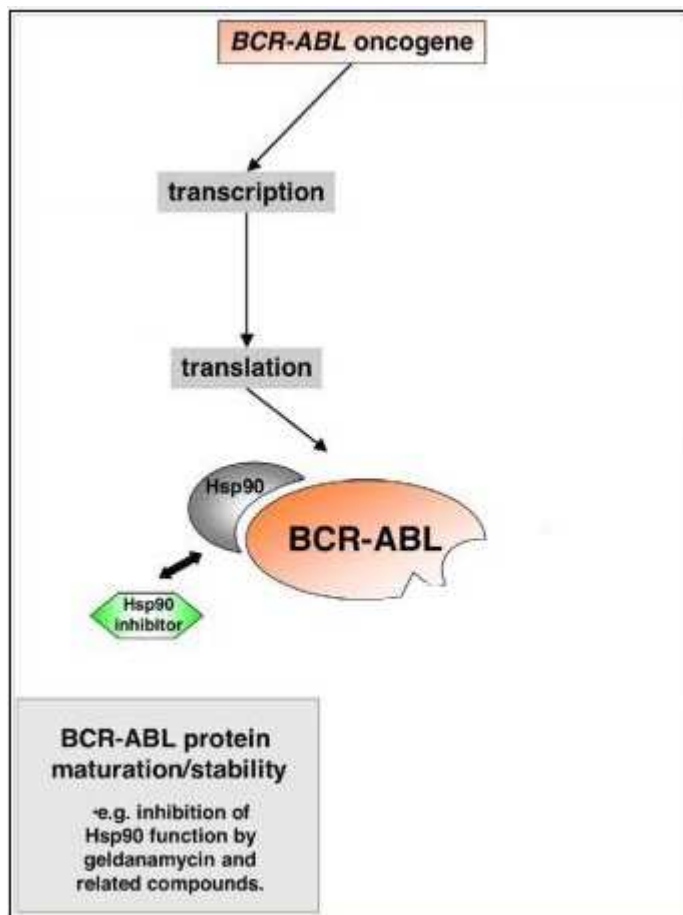 BCR-ABL oncogene
transcription
translation
Hsp90
BCR-ABL
Hsp90
inhibitor
BCR-ABL protein
maturation/stability
•e.g. inhibition of
Hsp90 function by
geldanamycin and
related compounds.